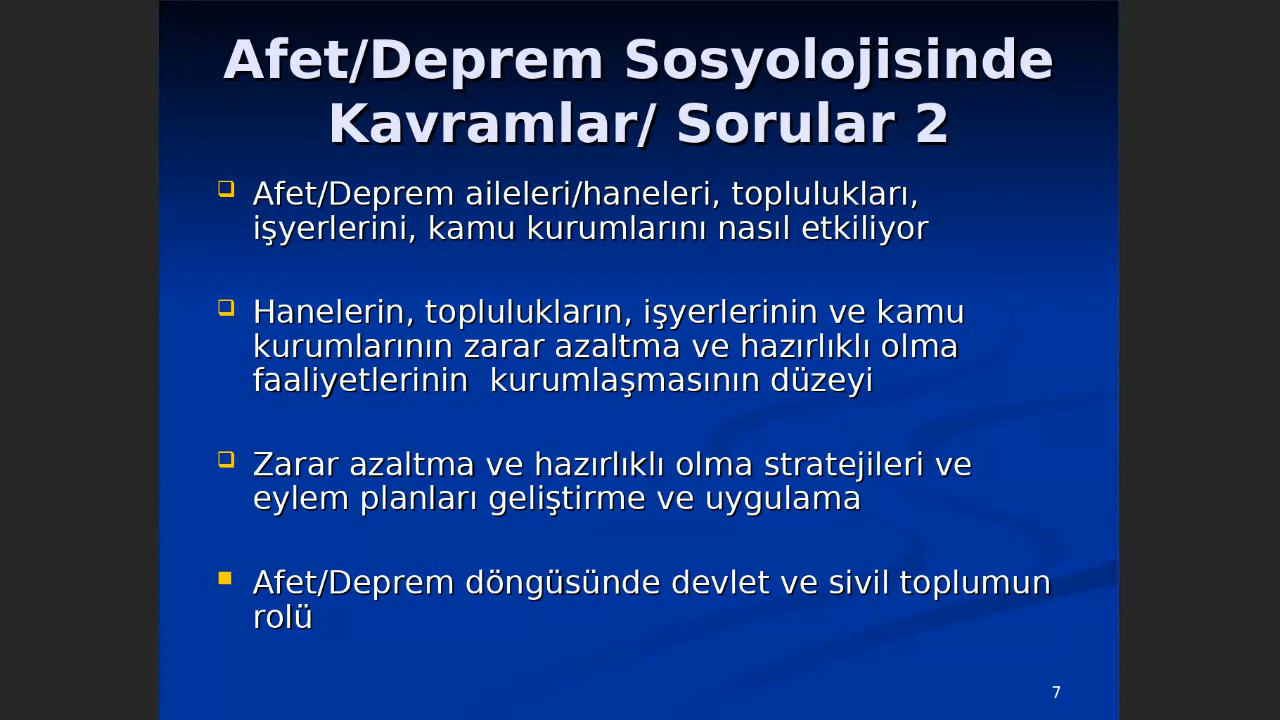 Afet/Deprem Sosyolojisinde
Kavramlar/ Sorular 2
Afet/Deprem aileleri/haneleri, toplulukları,
işyerlerini, kamu kurumlarını nasıl etkiliyor
Hanelerin, toplulukların, işyerlerinin ve kamu
kurumlarının zarar azaltma ve hazırlıklı olma
faaliyetlerinin  kurumlaşmasının düzeyi
Zarar azaltma ve hazırlıklı olma stratejileri ve
eylem planları geliştirme ve uygulama
Afet/Deprem döngüsünde devlet ve sivil toplumun
rolü
7